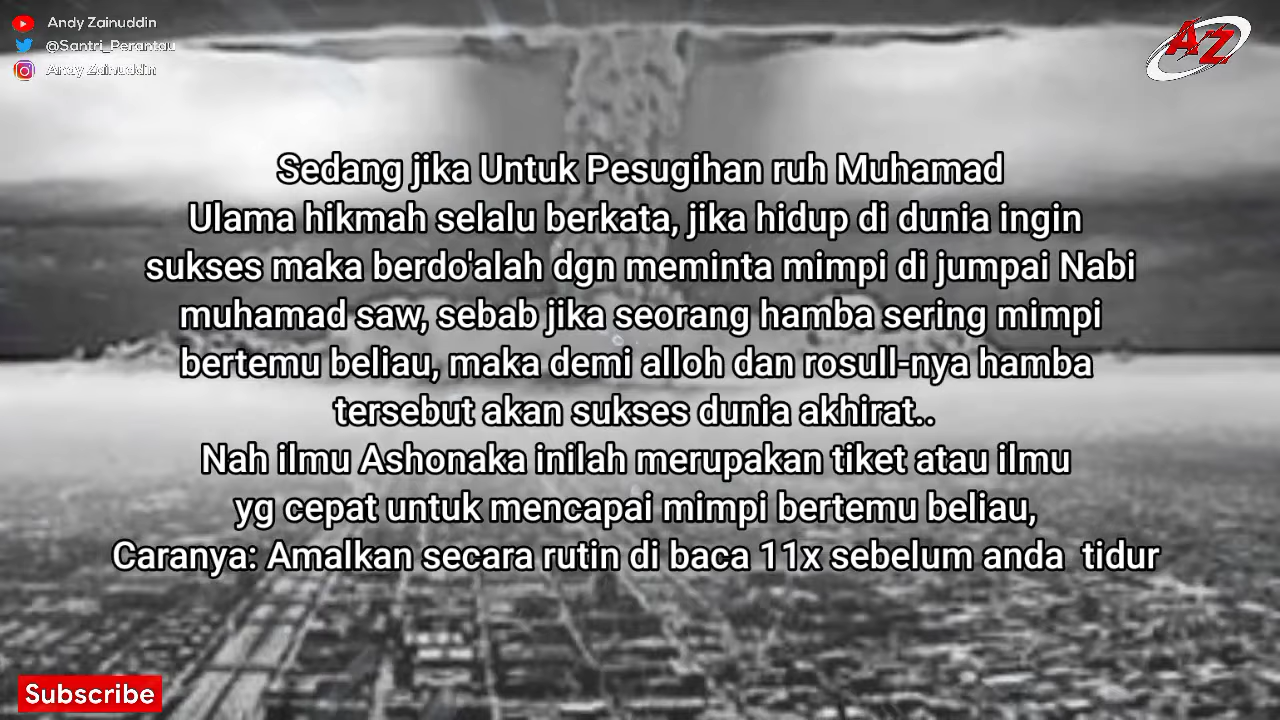 Andy Zainuddin
@Santri_Perantau
Andy Zainuddin
AZ
Sedang jika Untuk Pesugihan ruh Muhamad
Ulama hikmah selalu berkata, jika hidup di dunia ingin
sukses maka berdo'alah dgn meminta mimpi di jumpai Nabi
muhamad saw, sebab jika seorang hamba sering mimpi
bertemu beliau, maka demi alloh dan rosull-nya hamba
tersebut akan sukses dunia akhirat..
Nah ilmu Ashonaka inilah merupakan tiket atau ilmu
yg cepat untuk mencapai mimpi bertemu beliau,
Caranya: Amalkan secara rutin di baca 11x sebelum anda  tidur
Subscribe